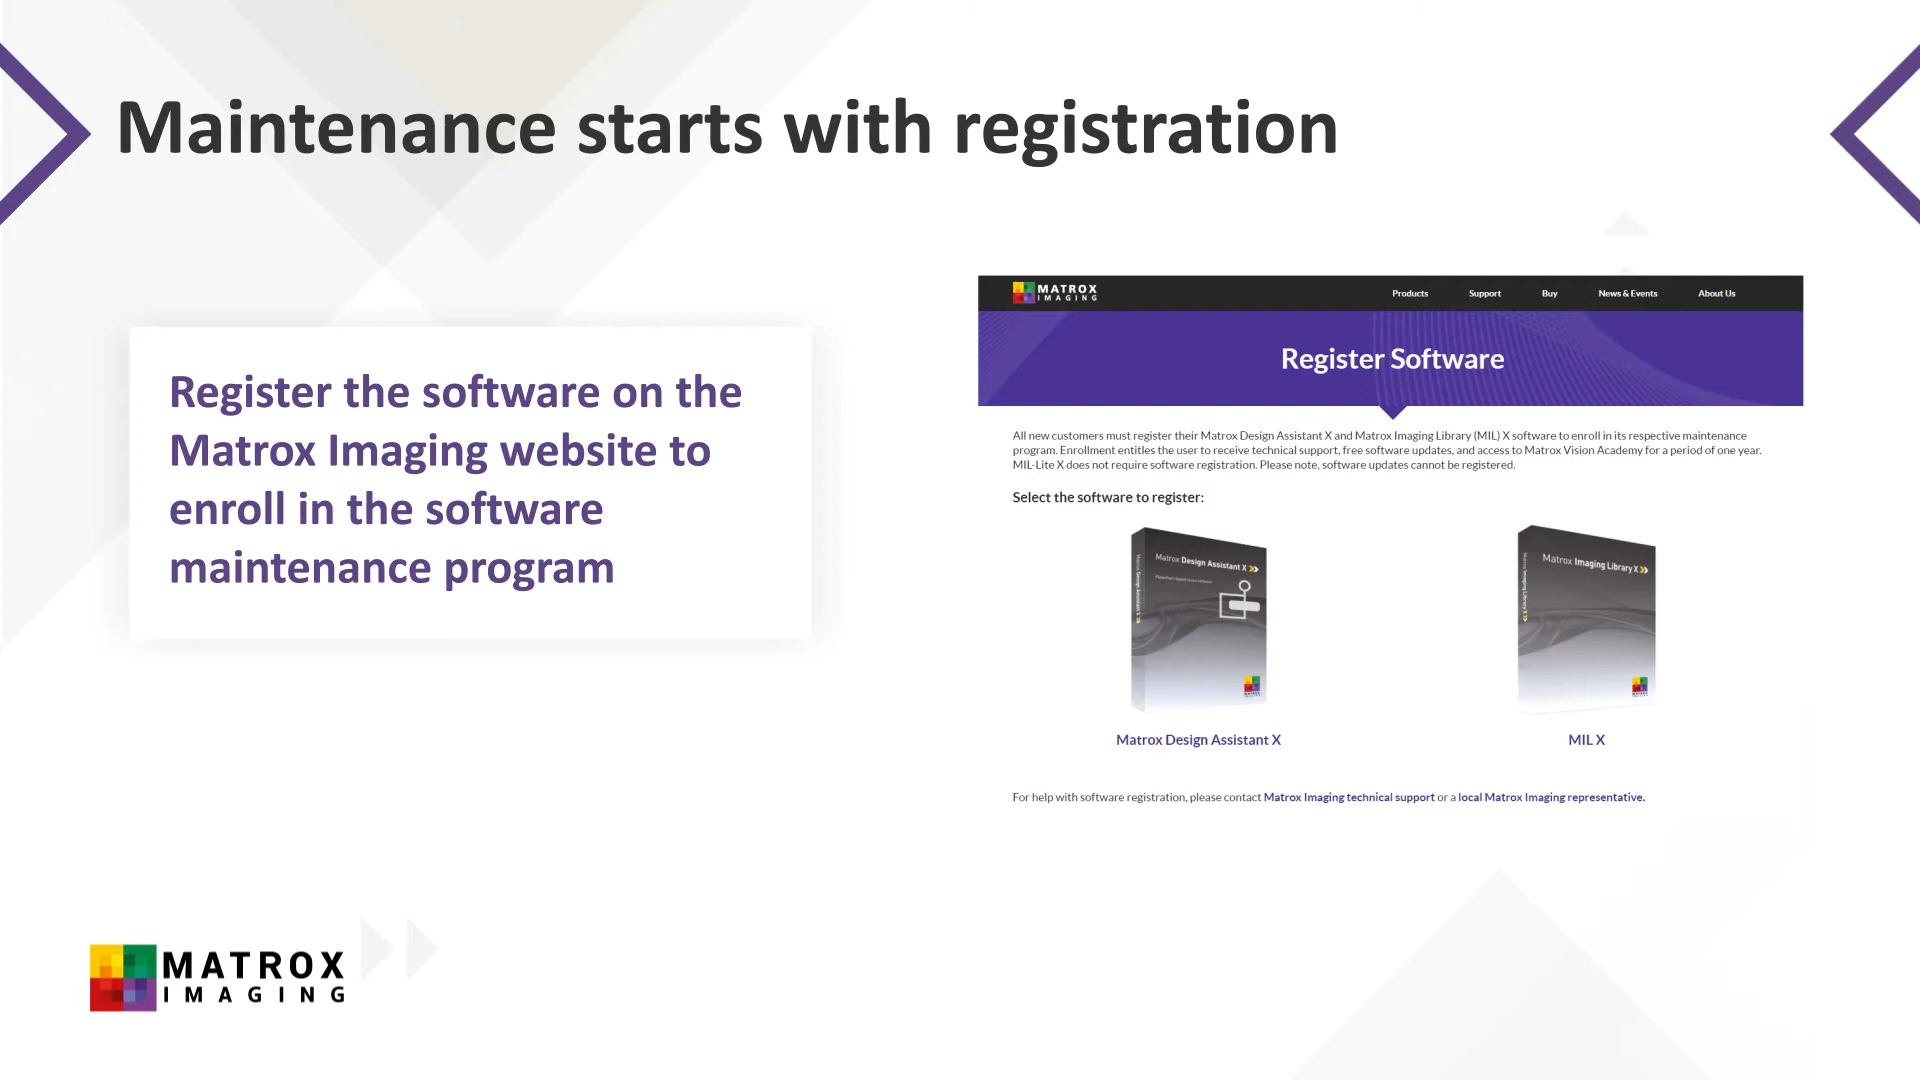 Maintenance starts with registration
Register the software on the
Matrox Imaging website to
enroll in the software
maintenance program
MATROX
IMAGING
Products Support Buy News & Events About Us
Register Software
All new customers must register their Matrox Design Assistant X and Matrox Imaging Library (MIL) X software to enroll in its respective maintenance
program. Enrollment entitles the user to receive technical support, free software updates, and access to Matrox Vision Academy for a period of one year.
MIL-Lite X does not require software registration. Please note, software updates cannot be registered.
Select the software to register:
Matrox Design Assistant X
Matrox Design Assistant X
Matrox Imaging Library X
Matrox Imaging Library X
Matrox Design Assistant X
MIL X
For help with software registration, please contact Matrox Imaging technical support or a local Matrox Imaging representative.
MATROX
IMAGING